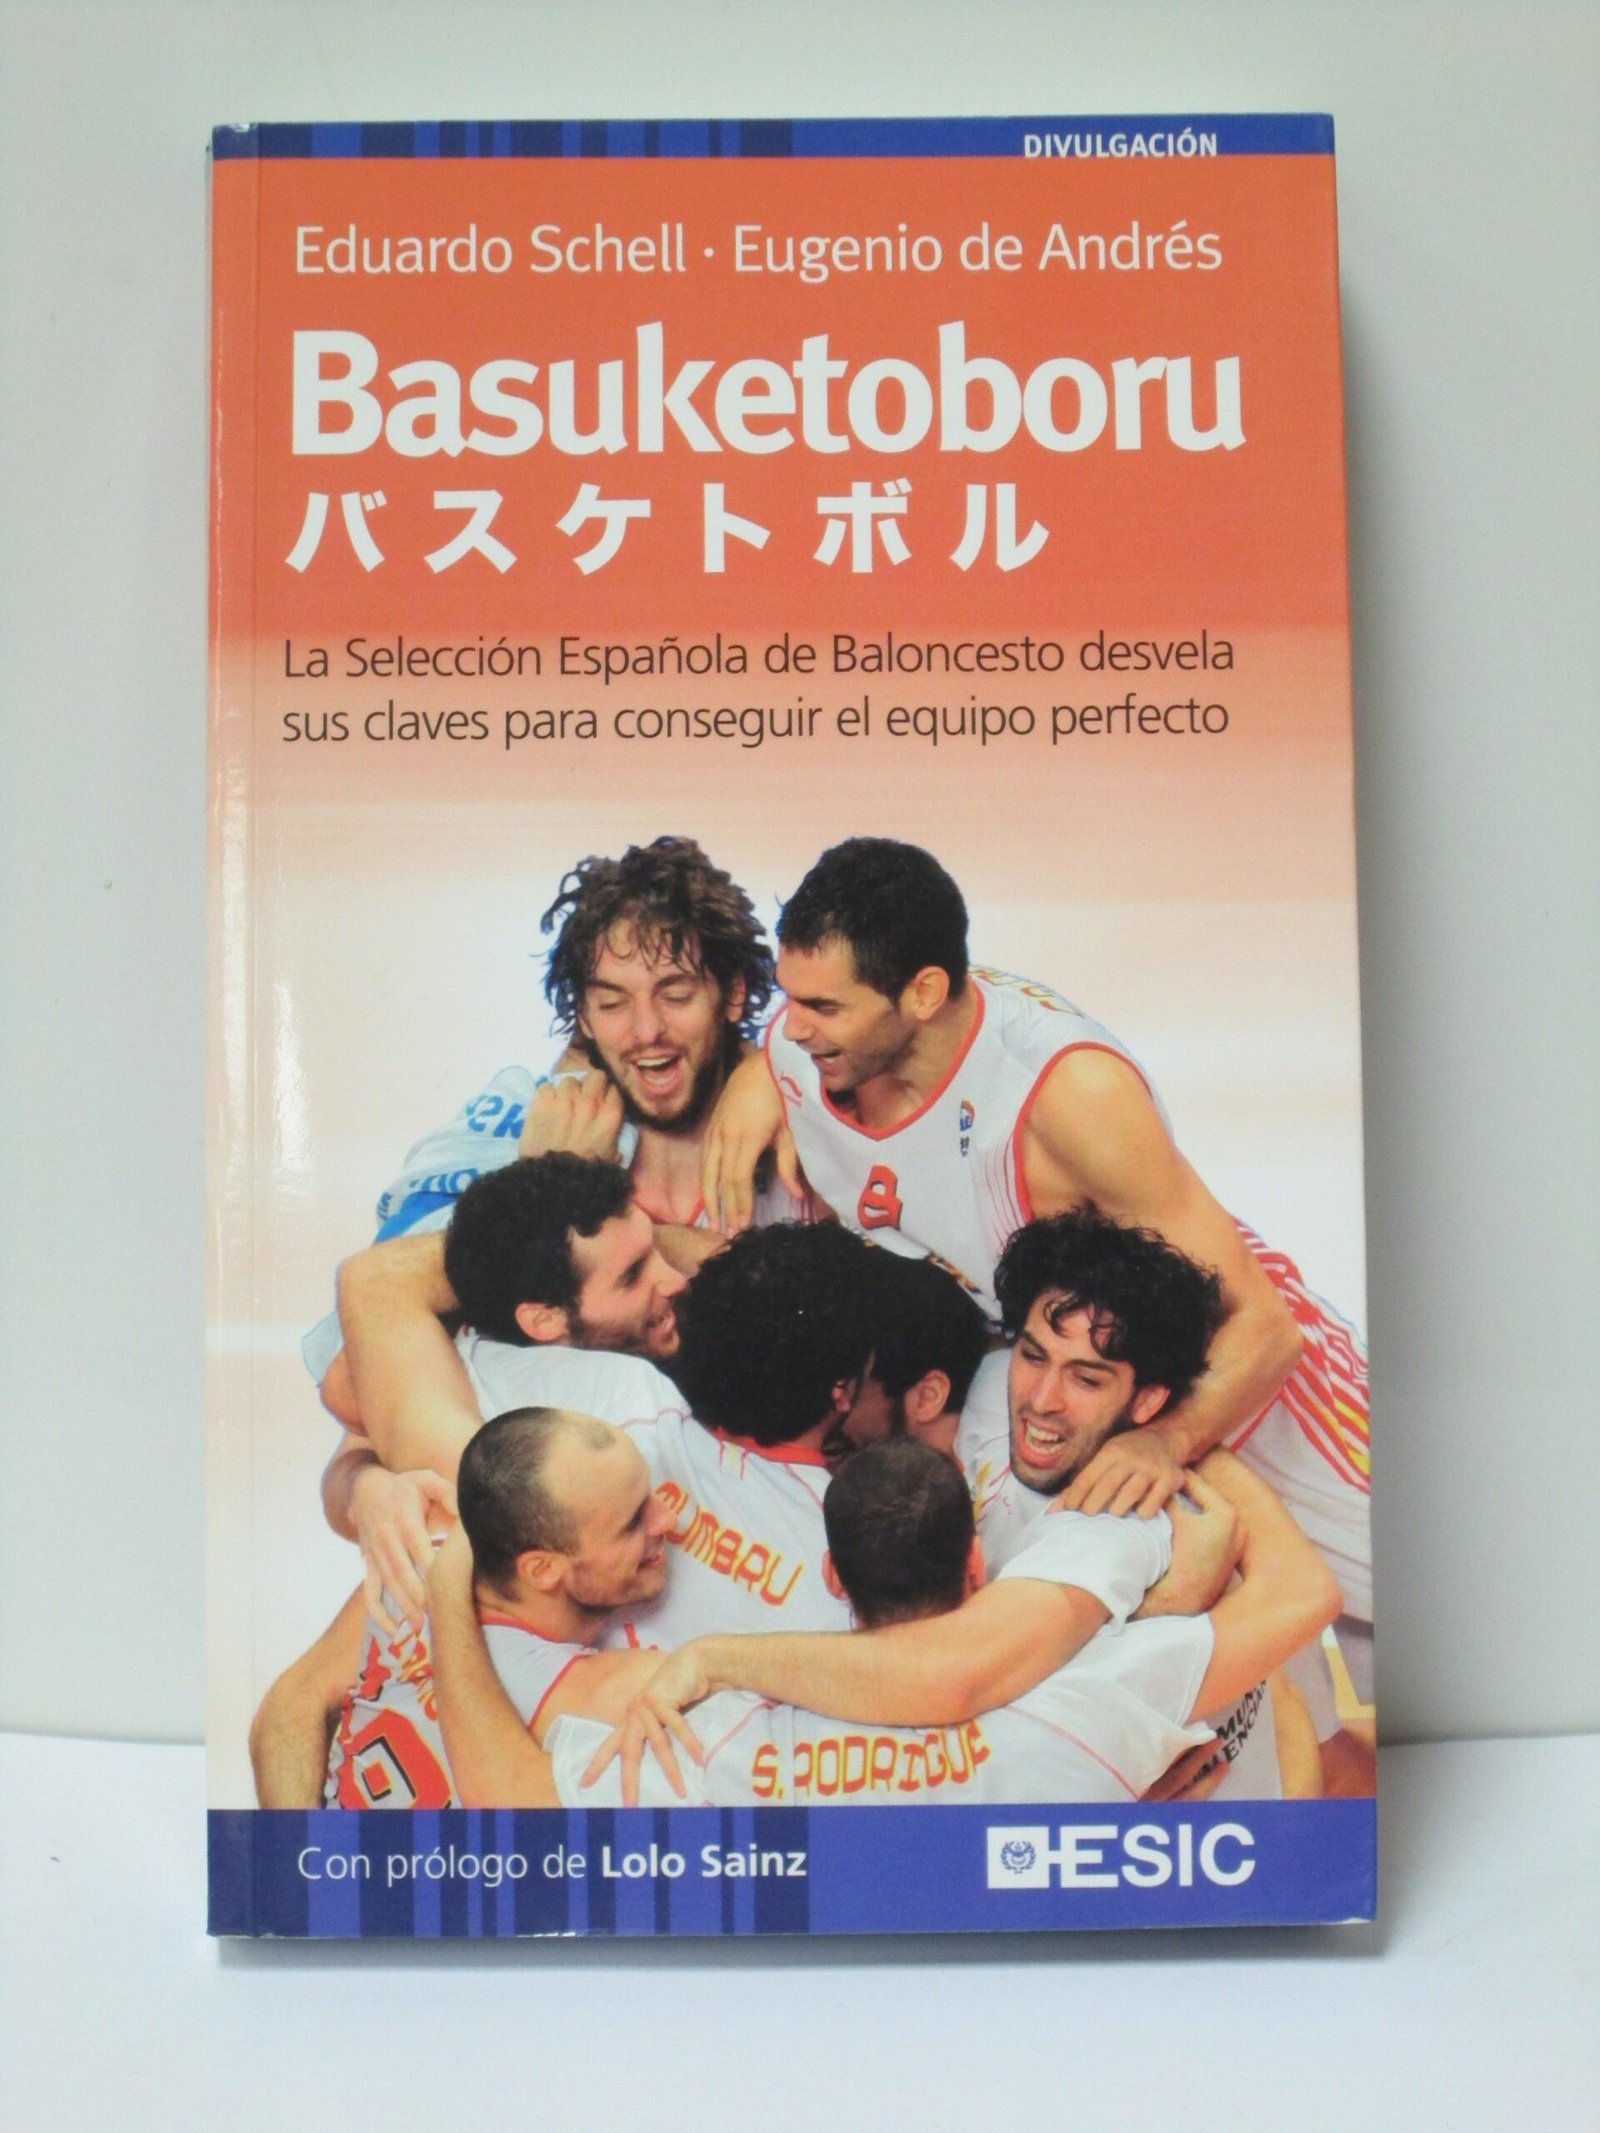 DIVULGACIÓN
Eduardo Schell · Eugenio de Andrés
Basuketoboru
バスケトボル
La Selección Española de Baloncesto desvela
sus claves para conseguir el equipo perfecto
8
S. RODRIGUE
Con prólogo de Lolo Sainz
ESIC